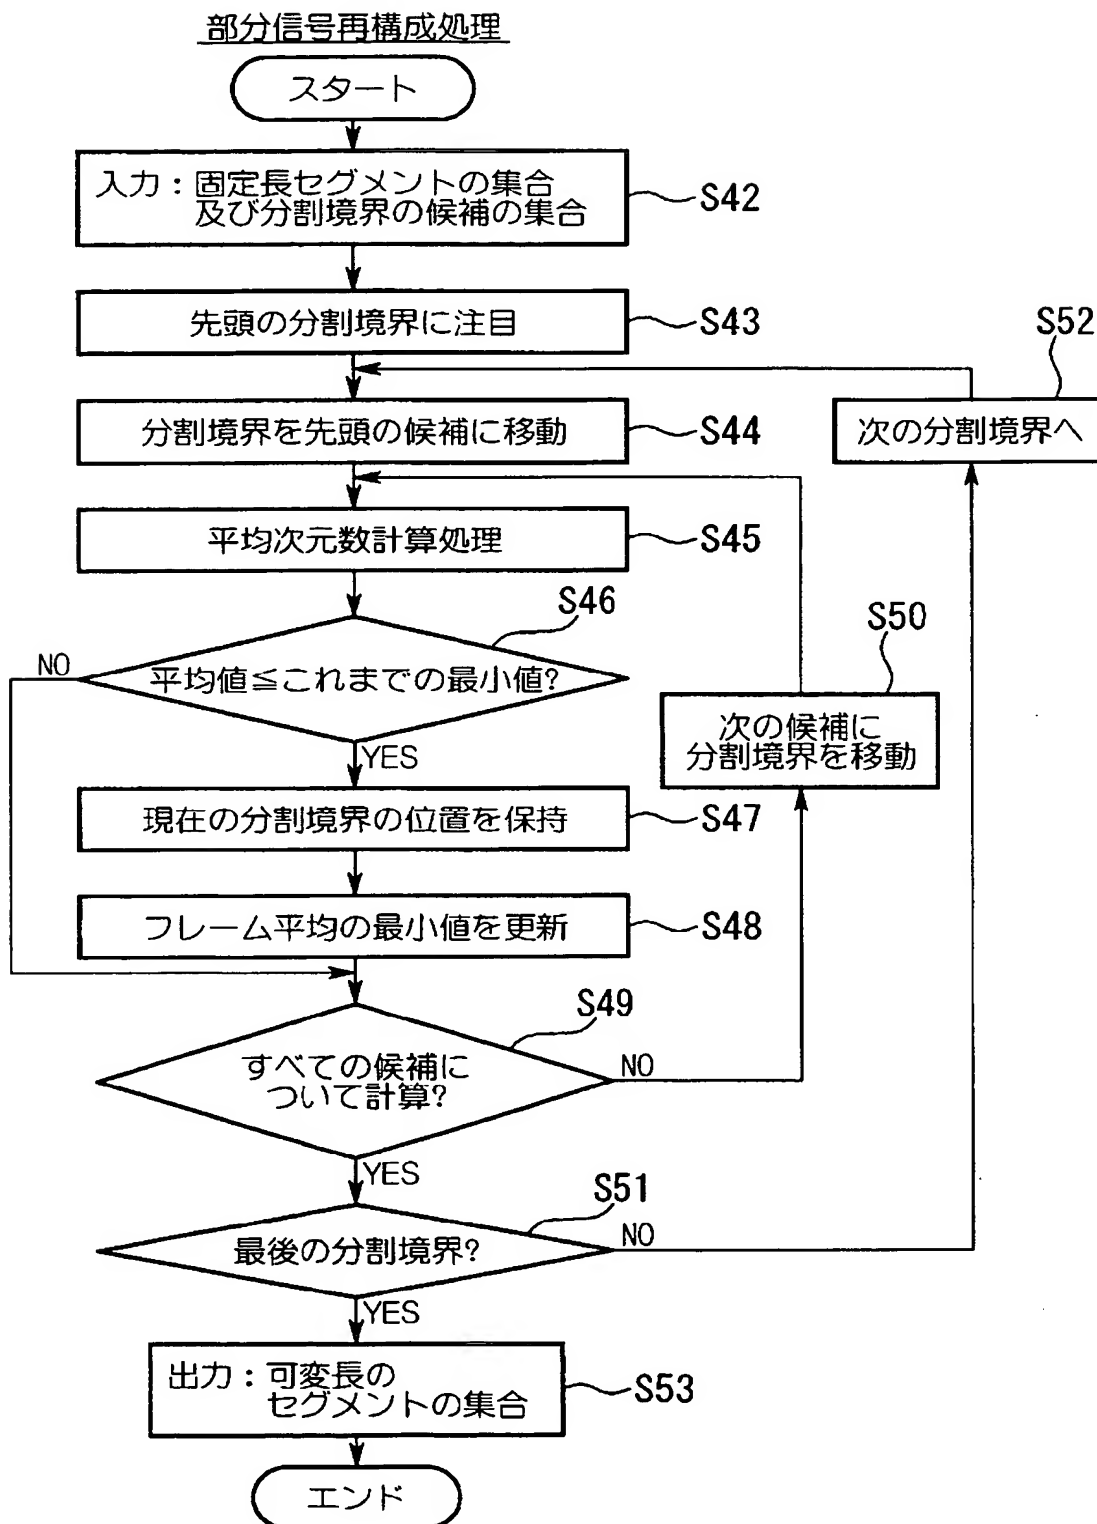 部分信号再構成処理
スタート
入力：固定長セグメントの集合
及び分割境界の候補の集合
S42
先頭の分割境界に注目
S43
S52
分割境界を先頭の候補に移動
S44
次の分割境界へ
平均次元数計算処理
S45
S46
NO
平均値≦これまでの最小値?
YES
S50
次の候補に
分割境界を移動
現在の分割境界の位置を保持
S47
フレーム平均の最小値を更新
S48
S49
すべての候補に
ついて計算?
NO
YES
S51
最後の分割境界?
NO
YES
出力：可変長の
セグメントの集合
S53
エンド